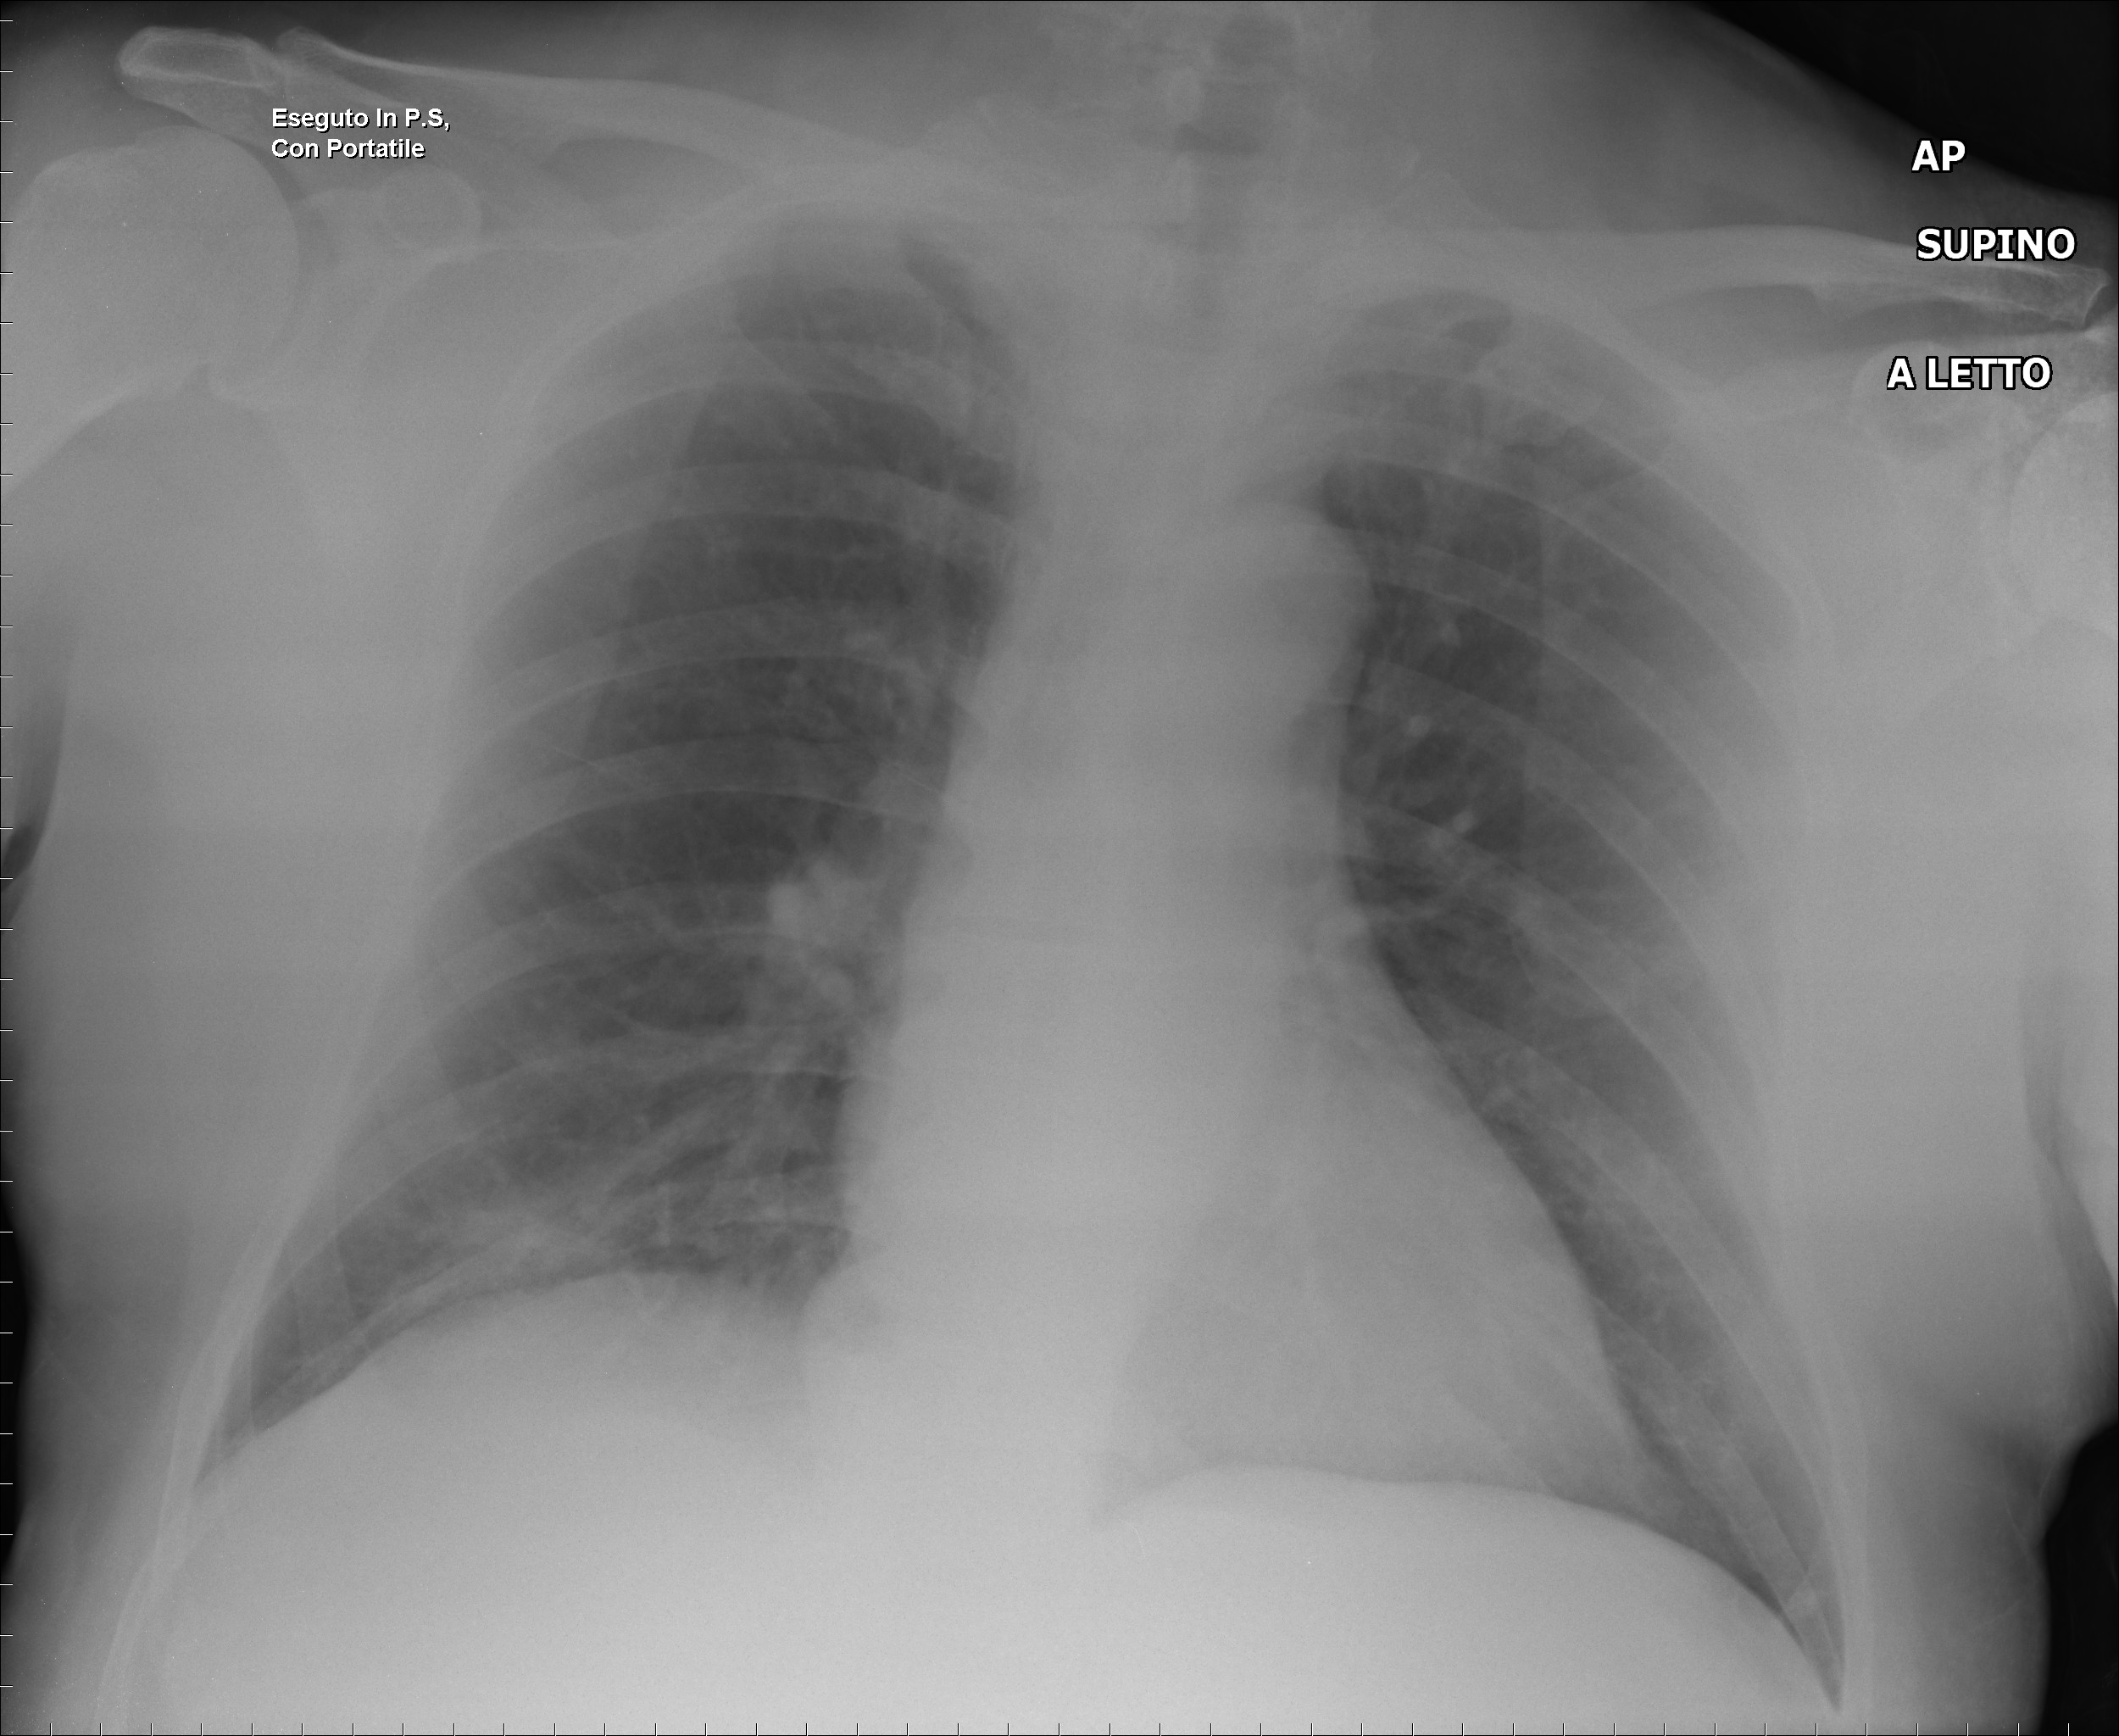 Eseguto In P.S,
Con Portatile
AP
SUPINO
A LETTO